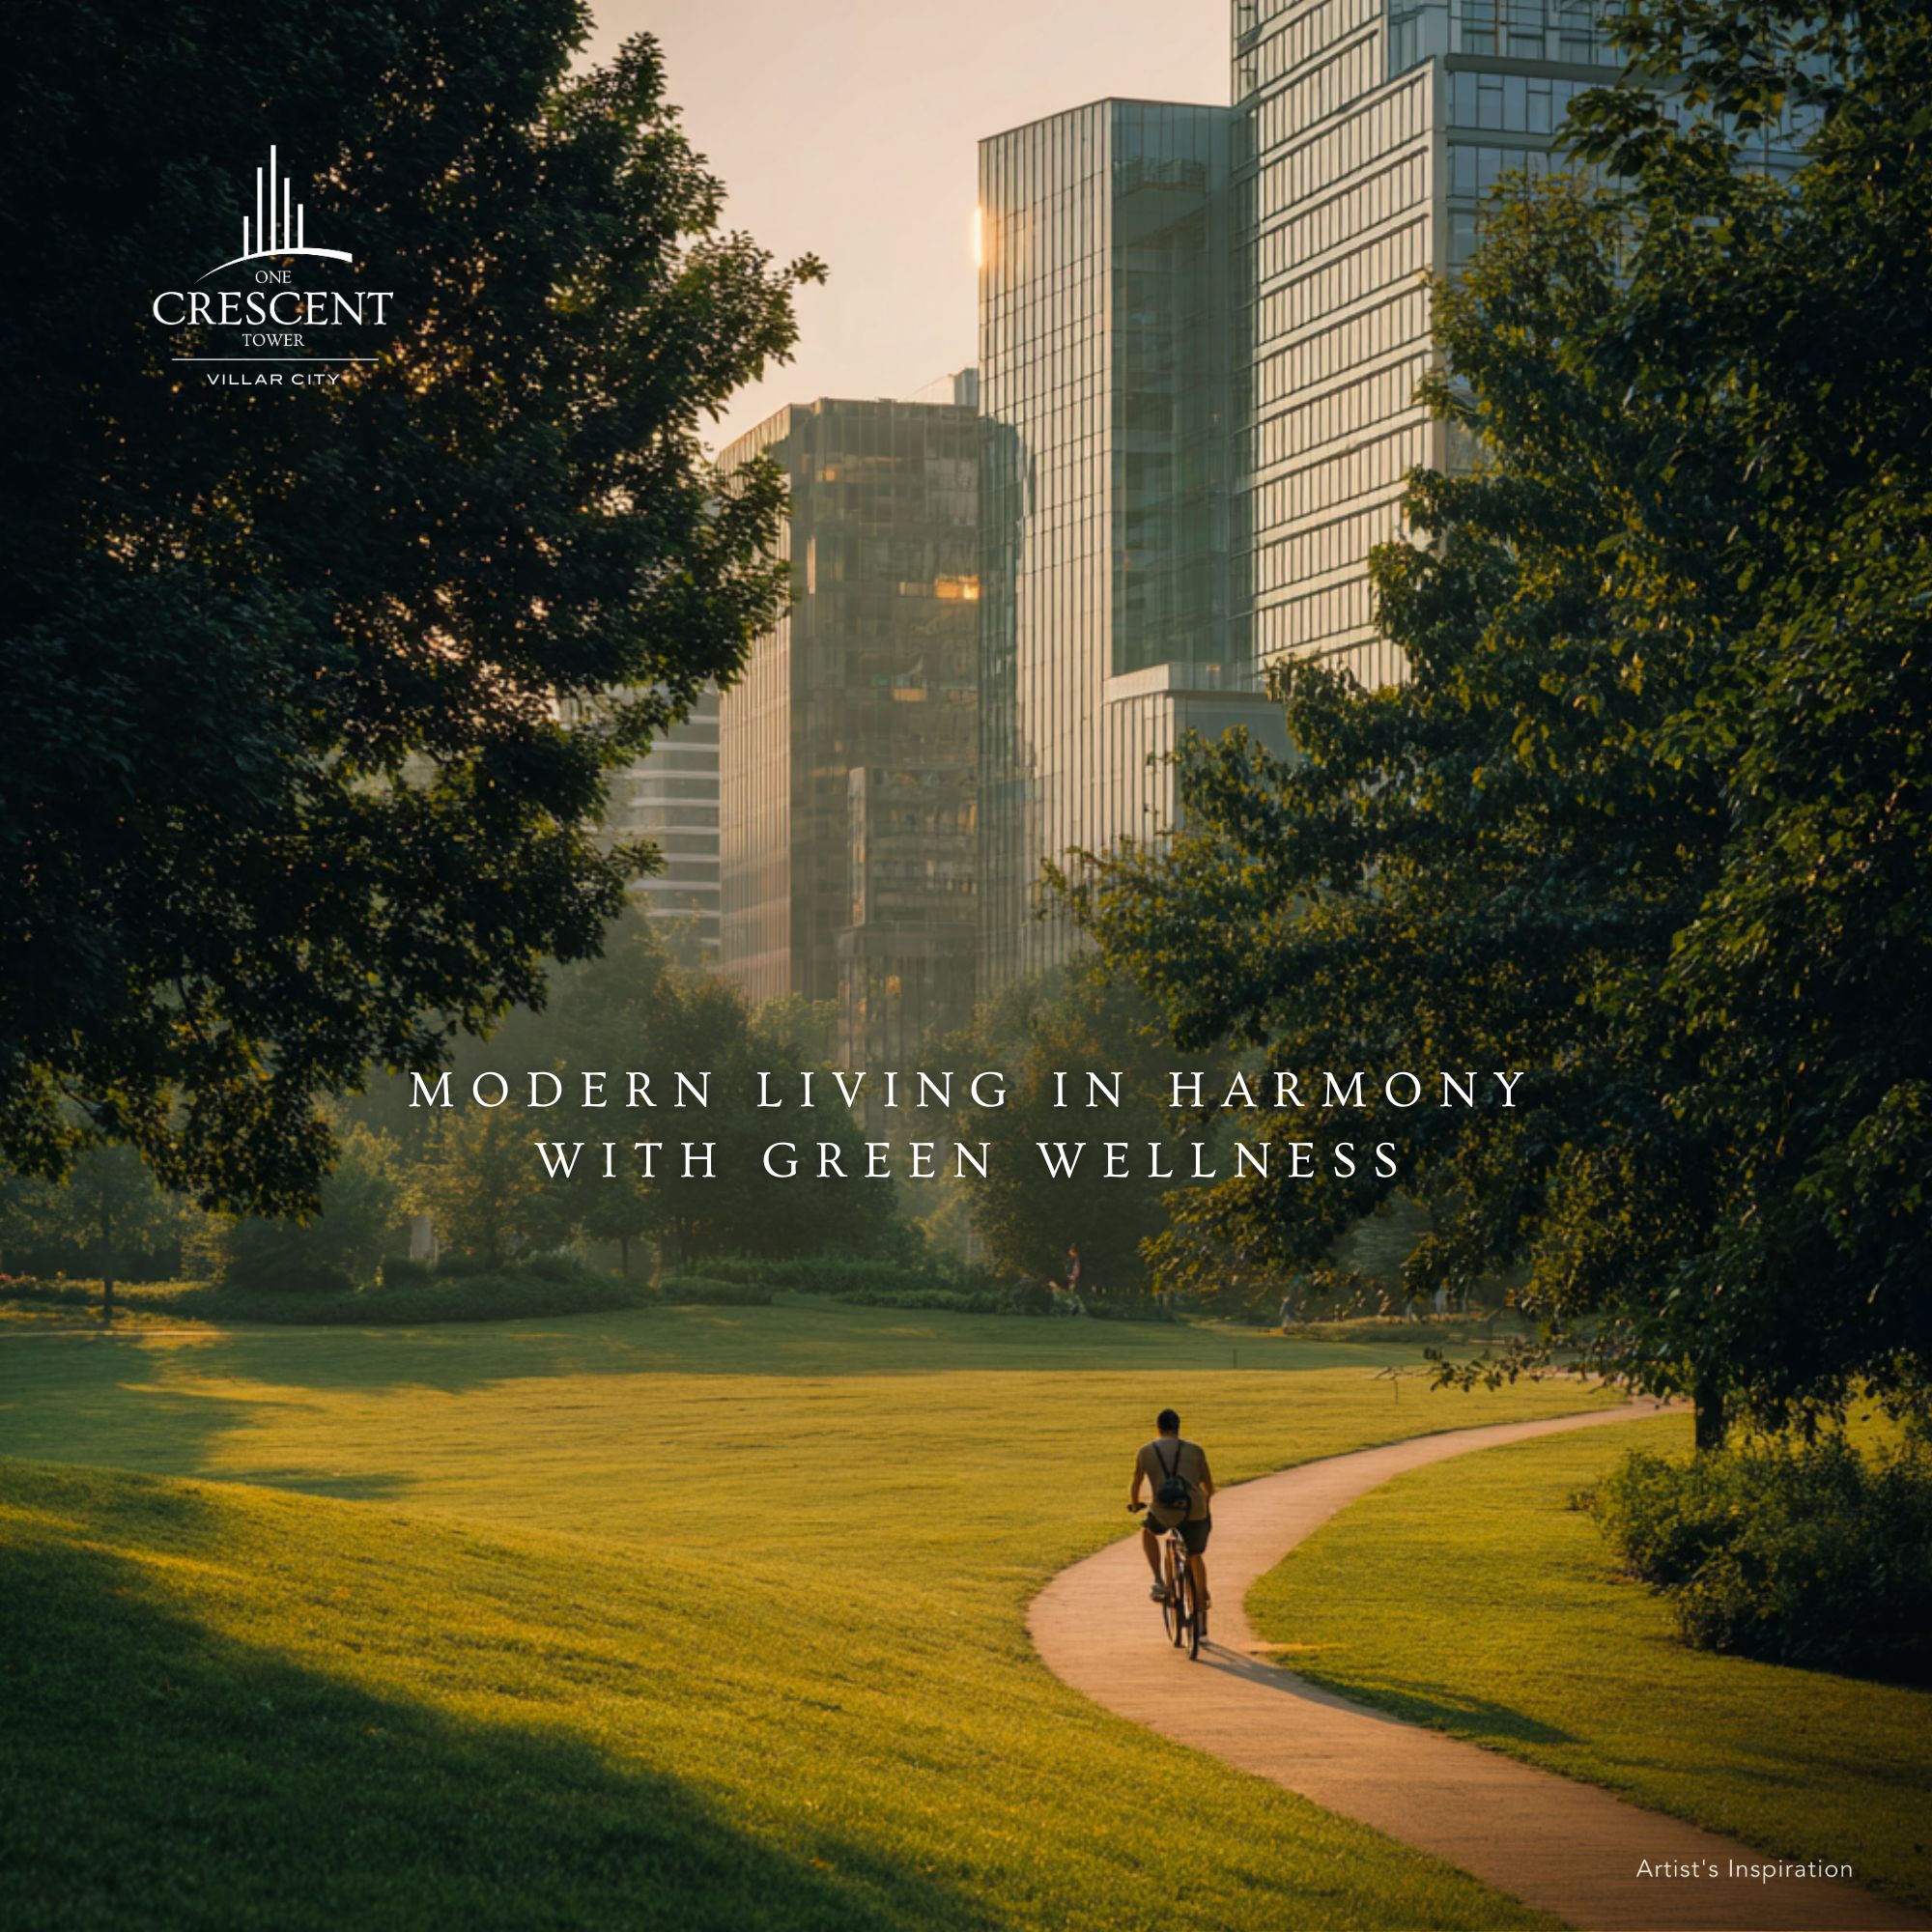 ONE
CRESCENT
TOWER
VILLAR CITY
MODERN LIVING IN HARMONY
WITH GREEN WELLNESS
Artist's Inspiration